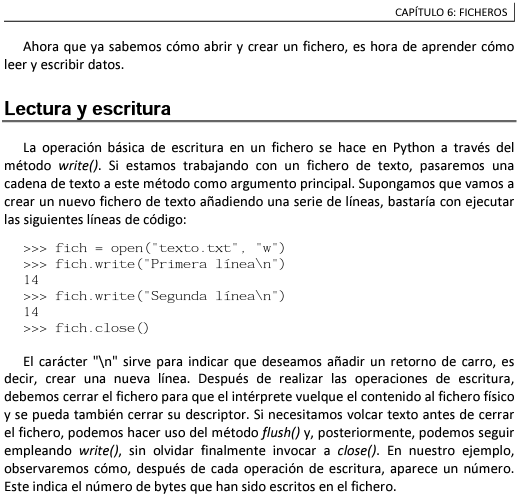 CAPÍTULO 6: FICHEROS
Ahora que ya sabemos cómo abrir y crear un fichero, es hora de aprender cómo
leer y escribir datos.
Lectura y escritura
La operación básica de escritura en un fichero se hace en Python a través del
método write(). Si estamos trabajando con un fichero de texto, pasaremos una
cadena de texto a este método como argumento principal. Supongamos que vamos a
crear un nuevo fichero de texto añadiendo una serie de líneas, bastaría con ejecutar
las siguientes líneas de código:
>>> fich = open("texto.txt", "w")
>>> fich.write("Primera línea\n")
14
>>> fich.write("Segunda línea\n")
14
>>> fich.close()
El carácter "\n" sirve para indicar que deseamos añadir un retorno de carro, es
decir, crear una nueva línea. Después de realizar las operaciones de escritura,
debemos cerrar el fichero para que el intérprete vuelque el contenido al fichero físico
y se pueda también cerrar su descriptor. Si necesitamos volcar texto antes de cerrar
el fichero, podemos hacer uso del método flush() y, posteriormente, podemos seguir
empleando write(), sin olvidar finalmente invocar a close(). En nuestro ejemplo,
observaremos cómo, después de cada operación de escritura, aparece un número.
Este indica el número de bytes que han sido escritos en el fichero.